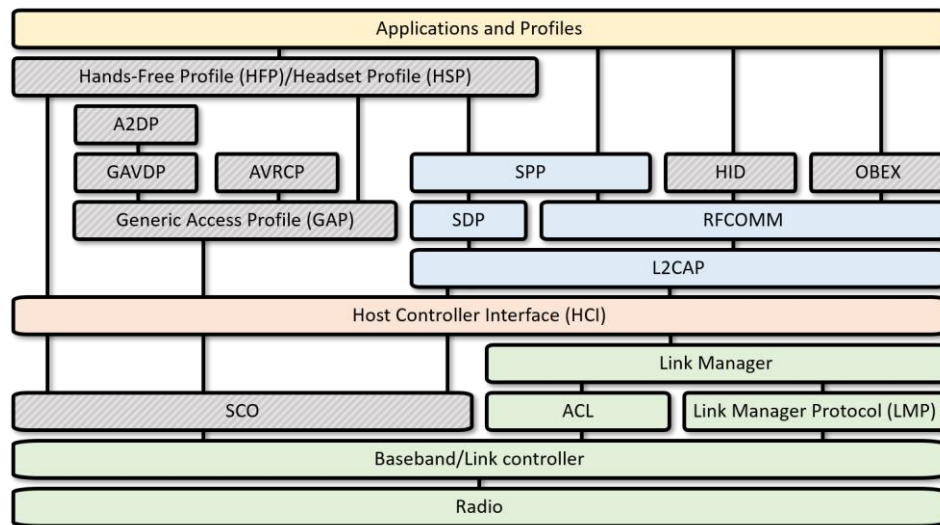 Applications and Profiles
Hands-Free Profile (HFP)/Headset Profile (HSP)
A2DP
GAVDP
AVRCP
SPP
HID
OBEX
Generic Access Profile (GAP)
SDP
RFCOMM
L2CAP
Host Controller Interface (HCI)
Link Manager
SCO
ACL
Link Manager Protocol (LMP)
Baseband/Link controller
Radio